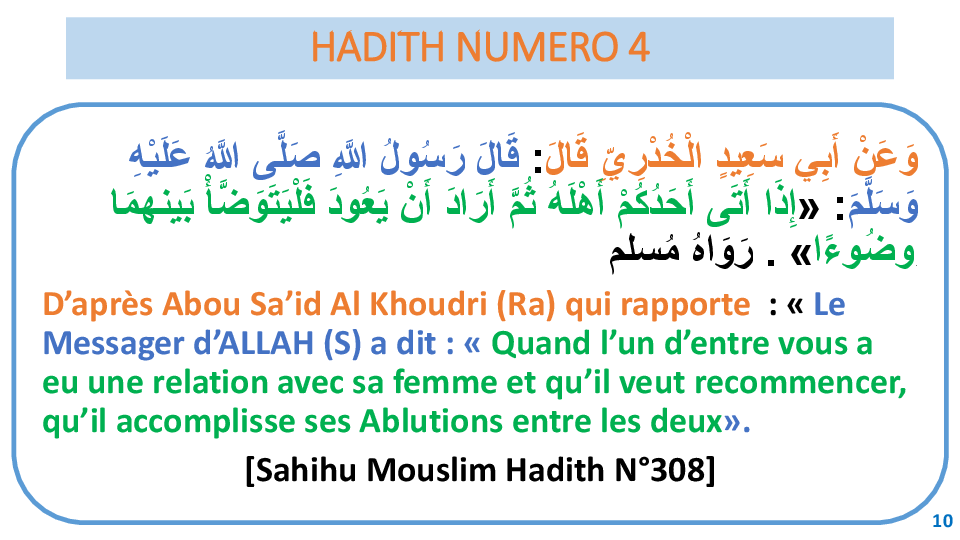 HADITH NUMERO 4
وَعَنْ أَبِي سَعِيدٍ الْخُدْرِيِّ قَالَ: قَالَ رَسُولُ اللَّهِ صَلَّى اللَّهُ عَلَيْهِ
وَسَلَّمَ: «إِذَا أَتَى أَحَدُكُمْ أَهْلَهُ ثُمَّ أَرَادَ أَنْ يَعُودَ فَلْيَتَوَضَّأْ بَينهمَا
وضُوءًا» . رَوَاهُ مُسلم
D’après Abou Sa’id Al Khoudri (Ra) qui rapporte : « Le
Messager d’ALLAH (S) a dit : « Quand l’un d’entre vous a
eu une relation avec sa femme et qu’il veut recommencer,
qu’il accomplisse ses Ablutions entre les deux».
[Sahihu Mouslim Hadith N°308]
10